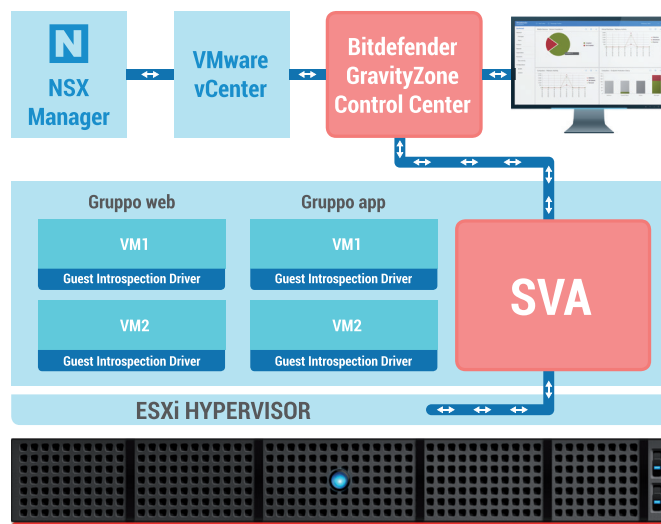 N
NSX
Manager
VMware
vCenter
Bitdefender
GravityZone
Control Center
Gruppo web
Gruppo app
VM1
Guest Introspection Driver
VM1
Guest Introspection Driver
VM2
Guest Introspection Driver
VM2
Guest Introspection Driver
SVA
ESXi HYPERVISOR